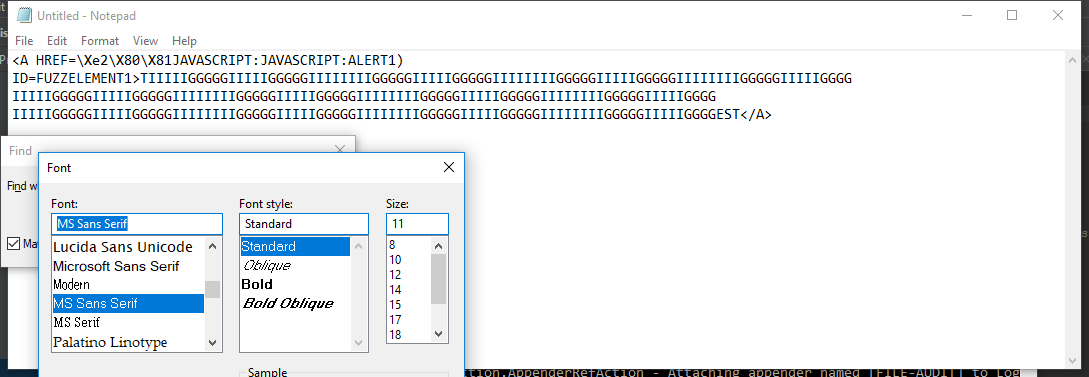 Untitled - Notepad
File Edit Format View Help
<A HREF=\Xe2\X80\X81JAVASCRIPT:JAVASCRIPT:ALERT1)
ID=FUZZELEMENT1>TIIIIIGGGGGIIIIIGGGGGIIIIIIIIGGGGGIIIIIGGGGGIIIIIIIIGGGGGIIIIIGGGGGIIIIIIIIGGGGGIIIIIGGGG
IIIIIGGGGGIIIIIGGGGGIIIIIIIIGGGGGIIIIIGGGGGIIIIIIIIGGGGGIIIIIGGGGGIIIIIIIIGGGGGIIIIIGGGG
IIIIIGGGGGIIIIIGGGGGIIIIIIIIGGGGGIIIIIGGGGGIIIIIIIIGGGGGIIIIIGGGGGIIIIIIIIGGGGGIIIIIGGGGEST</A>
Find
Find w
Ma
Font
Font: Font style: Size:
MS Sans Serif Standard 11
Lucida Sans Unicode Standard 8
Microsoft Sans Serif Oblique 10
Modern Bold 12
MS Sans Serif Bold Oblique 14
MS Serif 15
Palatino Linotype 17
18
Sample
ction.AppenderRefAction - Attaching appender named [FILE-AUDIT] to Log